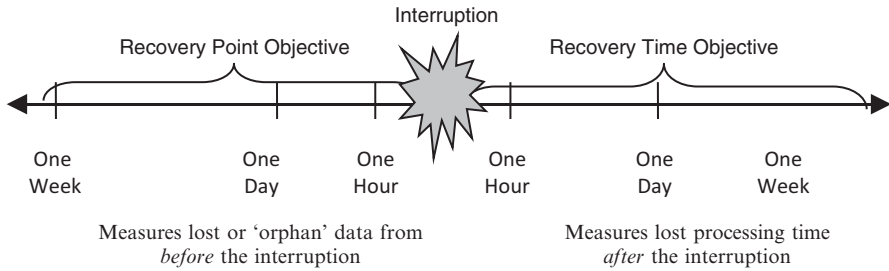 Interruption
Recovery Point Objective
Recovery Time Objective
One Week
One Day
One Hour
One Hour
One Day
One Week
Measures lost or ‘orphan’ data from
before the interruption
Measures lost processing time
after the interruption